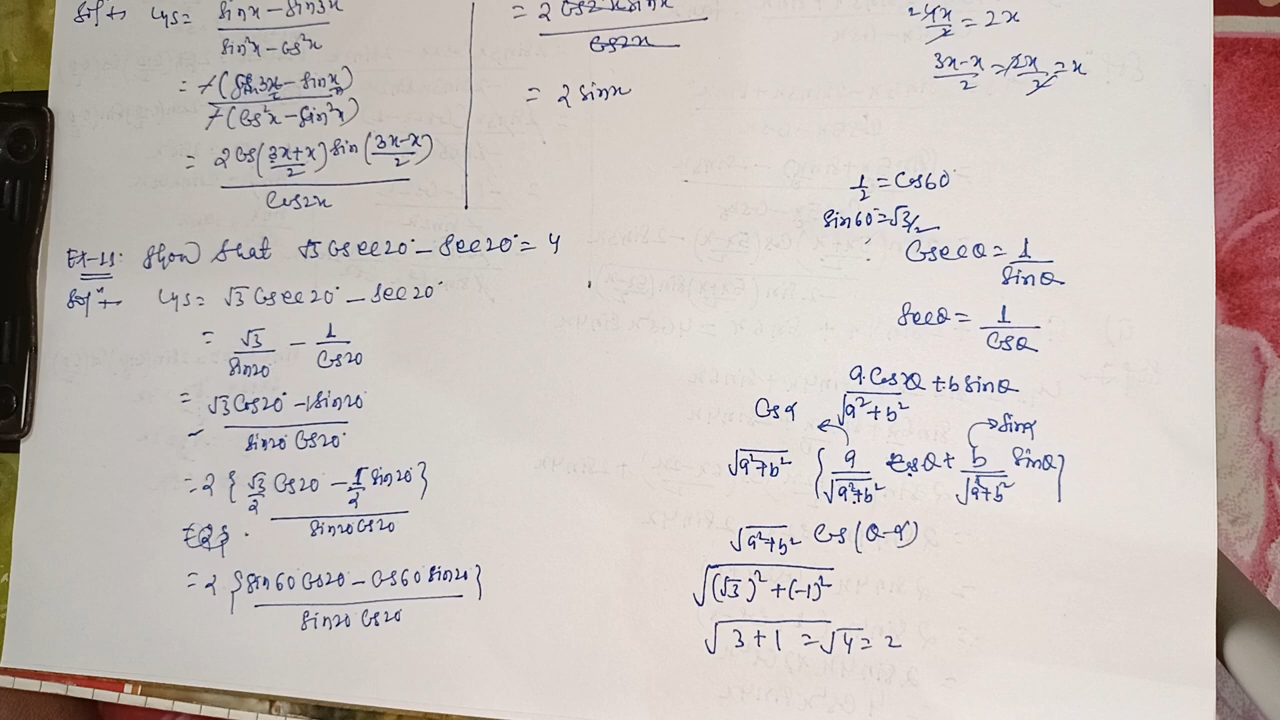 Solⁿ→ LHS = (sinx - sin3x)/(sin²x - cos²x)
= -(sin3x - sinx)/-(cos²x - sin²x)
= 2cos((3x+x)/2) sin((3x-x)/2)/cos2x
= 2cos2x sinx/cos2x
= 2 sinx
4x/2 = 2x
(3x-x)/2 = 2x/2 = x
Ex-11: Show that √3 cosec20° - sec20° = 4
Solⁿ→ LHS = √3 cosec20° - sec20°
= √3/sin20 - 1/cos20
= (√3 cos20° - 1sin20°)/(sin20° cos20°)
= 2{√3/2 cos20° - 1/2 sin20°}/(sin20 cos20)
= 2{sin60 cos20 - cos60 sin20}/(sin20 cos20)
1/2 = cos60
sin60° = √3/2
cosecθ = 1/sinθ
secθ = 1/cosθ
a cosθ + b sinθ
√a²+b²
cosα
→sinα
√a²+b² {a/√a²+b² cosθ + b/√a²+b² sinθ}
√a²+b² cos(θ-α)
√(√3)² + (-1)²
√3+1 = √4 = 2